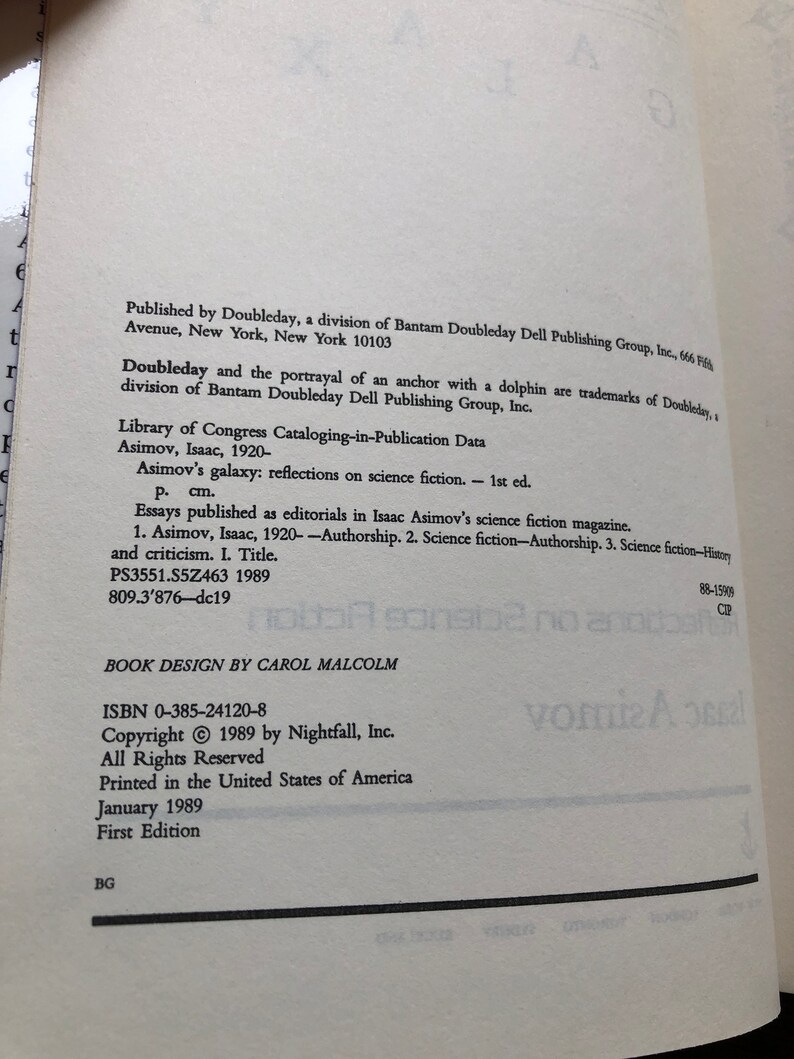 Published by Doubleday, a division of Bantam Doubleday Dell Publishing Group, Inc., 666 Fifth
Avenue, New York, New York 10103
Doubleday and the portrayal of an anchor with a dolphin are trademarks of Doubleday, a
division of Bantam Doubleday Dell Publishing Group, Inc.
Library of Congress Cataloging-in-Publication Data
Asimov, Isaac, 1920-
Asimov's galaxy: reflections on science fiction. — 1st ed.
p. cm.
Essays published as editorials in Isaac Asimov's science fiction magazine.
1. Asimov, Isaac, 1920- —Authorship. 2. Science fiction—Authorship. 3. Science fiction—History
and criticism. I. Title.
PS3551.S5Z463 1989
809.3'876—dc19
88-15909
CIP
BOOK DESIGN BY CAROL MALCOLM
ISBN 0-385-24120-8
Copyright © 1989 by Nightfall, Inc.
All Rights Reserved
Printed in the United States of America
January 1989
First Edition
BG